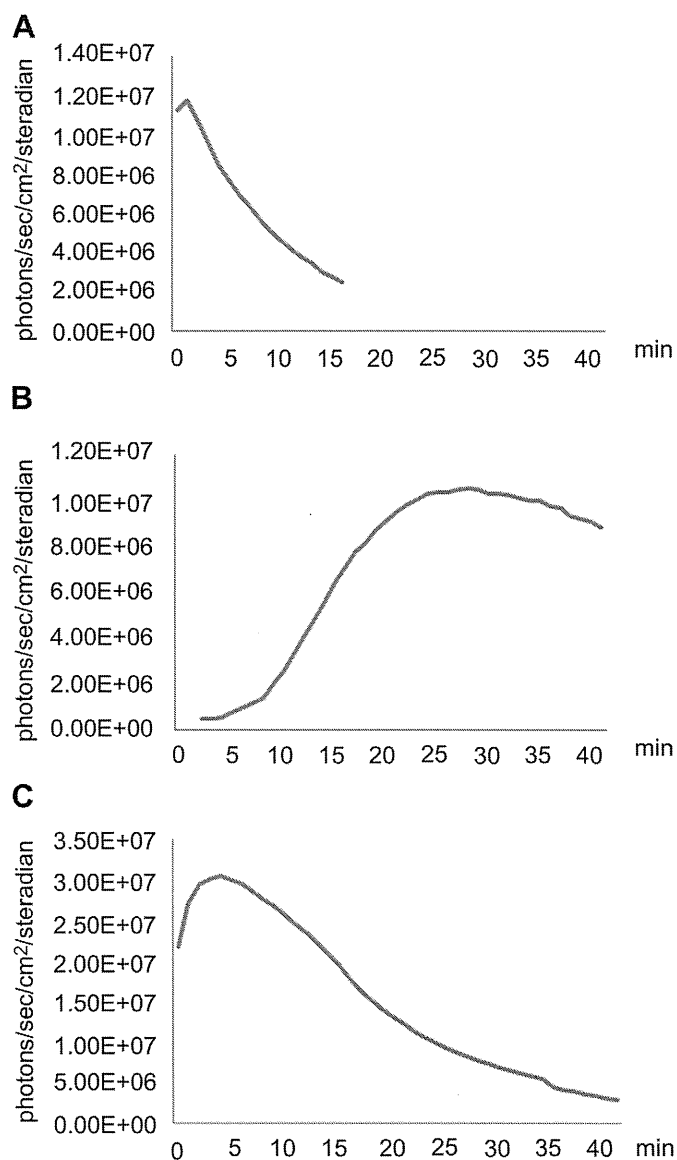 A
photons/sec/cm²/steradian
1.40E+07
1.20E+07
1.00E+07
8.00E+06
6.00E+06
4.00E+06
2.00E+06
0.00E+00
0 5 10 15 20 25 30 35 40 min
B
photons/sec/cm²/steradian
1.20E+07
1.00E+07
8.00E+06
6.00E+06
4.00E+06
2.00E+06
0.00E+00
0 5 10 15 20 25 30 35 40 min
C
photons/sec/cm²/steradian
3.50E+07
3.00E+07
2.50E+07
2.00E+07
1.50E+07
1.00E+07
5.00E+06
0.00E+00
0 5 10 15 20 25 30 35 40 min